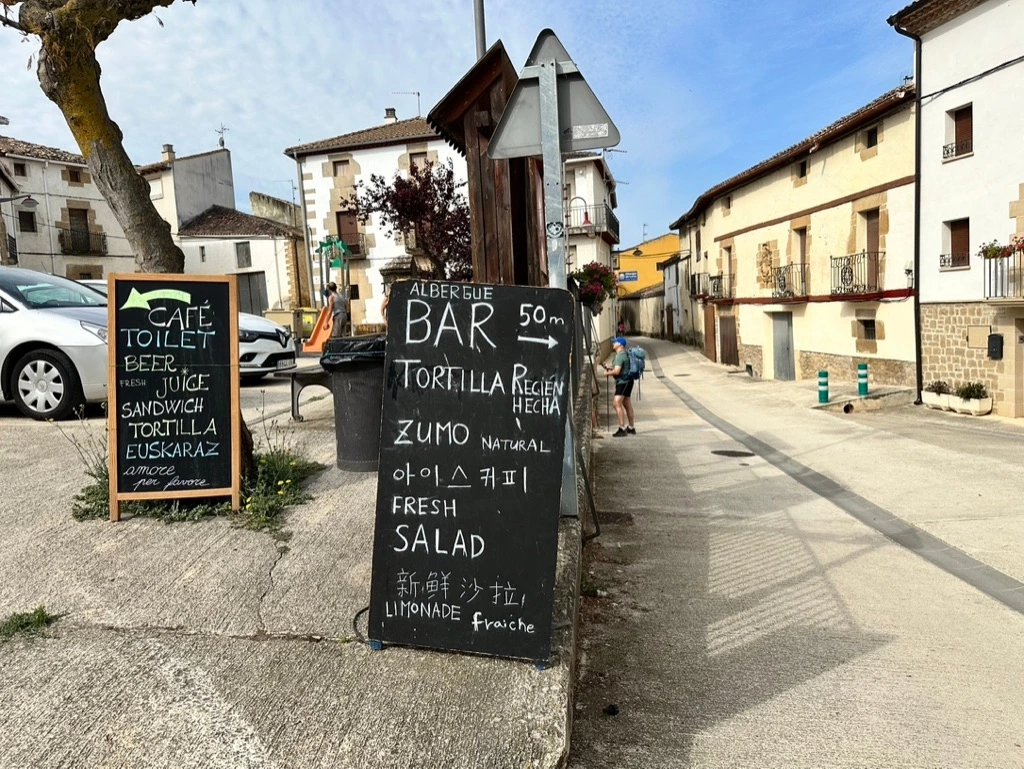 CAFÉ
TOILET
BEER
FRESH JUICE
SANDWICH
TORTILLA
EUSKARAZ
amore
per favore
ALBERGUE
BAR 50m
TORTILLA RECIEN
HECHA
ZUMO NATURAL
아이스커피
FRESH
SALAD
新鲜沙拉
LIMONADE fraiche